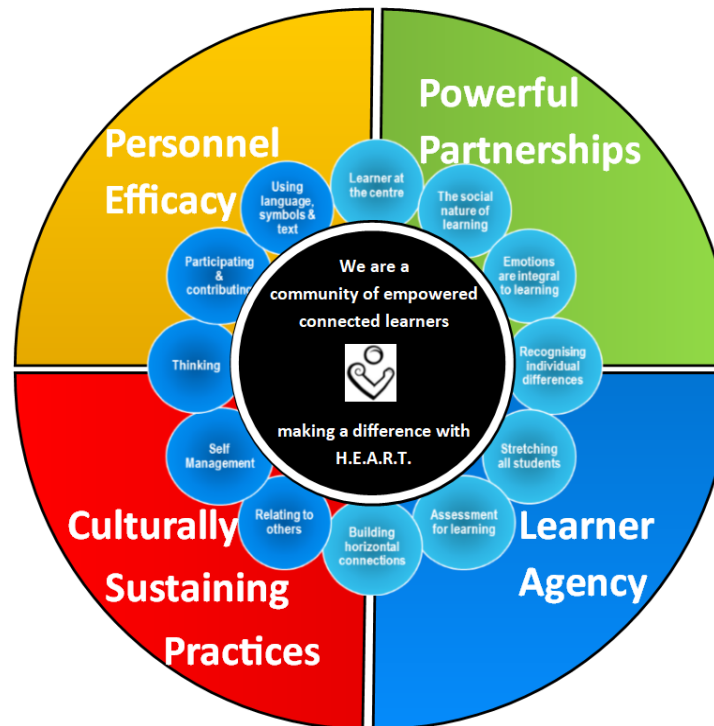 Personnel
Efficacy
Powerful
Partnerships
Learner at
the centre
The social
nature of
learning
Emotions
are integral
to learning
Recognising
individual
differences
Stretching
all students
Assessment
for learning
Building
horizontal
connections
Relating to
others
Self
Management
Thinking
Participating
&
contributing
Using
language,
symbols &
text
We are a
community of empowered
connected learners
making a difference with
H.E.A.R.T.
Culturally
Sustaining
Practices
Learner
Agency